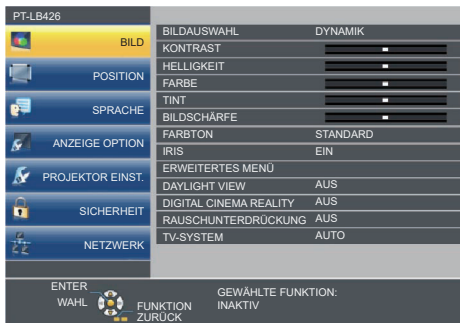 PT-LB426
BILD
POSITION
SPRACHE
ANZEIGE OPTION
PROJEKTOR EINST.
SICHERHEIT
NETZWERK
BILDAUSWAHL DYNAMIK
KONTRAST
HELLIGKEIT
FARBE
TINT
BILDSCHÄRFE
FARBTON STANDARD
IRIS EIN
ERWEITERTES MENÜ
DAYLIGHT VIEW AUS
DIGITAL CINEMA REALITY AUS
RAUSCHUNTERDRÜCKUNG AUS
TV-SYSTEM AUTO
ENTER
WAHL
FUNKTION
ZURÜCK
GEWÄHLTE FUNKTION:
INAKTIV